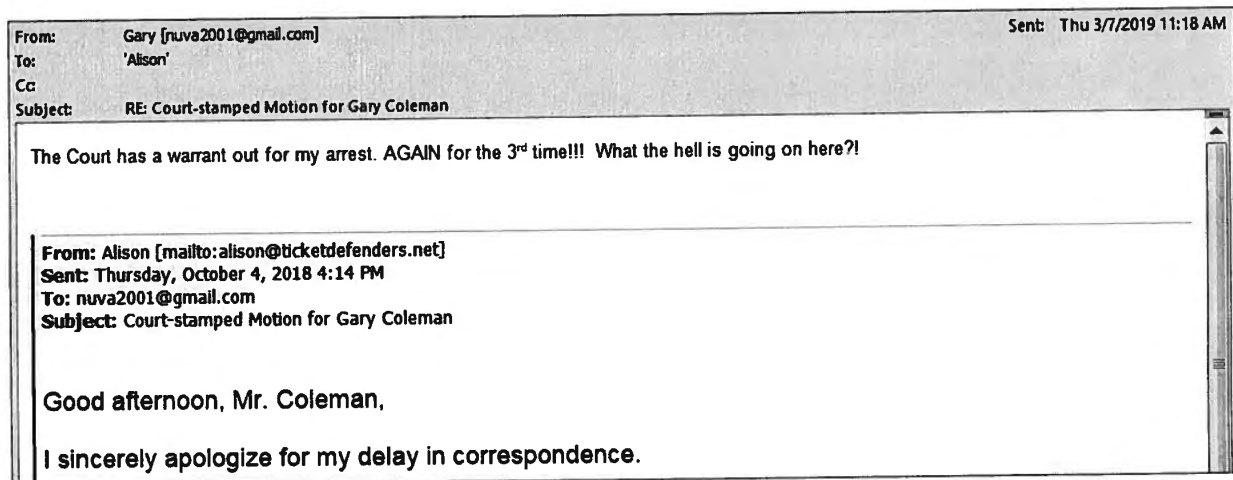 From: Gary [nuva2001@gmail.com] Sent: Thu 3/7/2019 11:18 AM
To: 'Alison'
Cc:
Subject: RE: Court-stamped Motion for Gary Coleman
The Court has a warrant out for my arrest. AGAIN for the 3rd time!!! What the hell is going on here?!
From: Alison [mailto:alison@ticketdefenders.net]
Sent: Thursday, October 4, 2018 4:14 PM
To: nuva2001@gmail.com
Subject: Court-stamped Motion for Gary Coleman
Good afternoon, Mr. Coleman,
I sincerely apologize for my delay in correspondence.